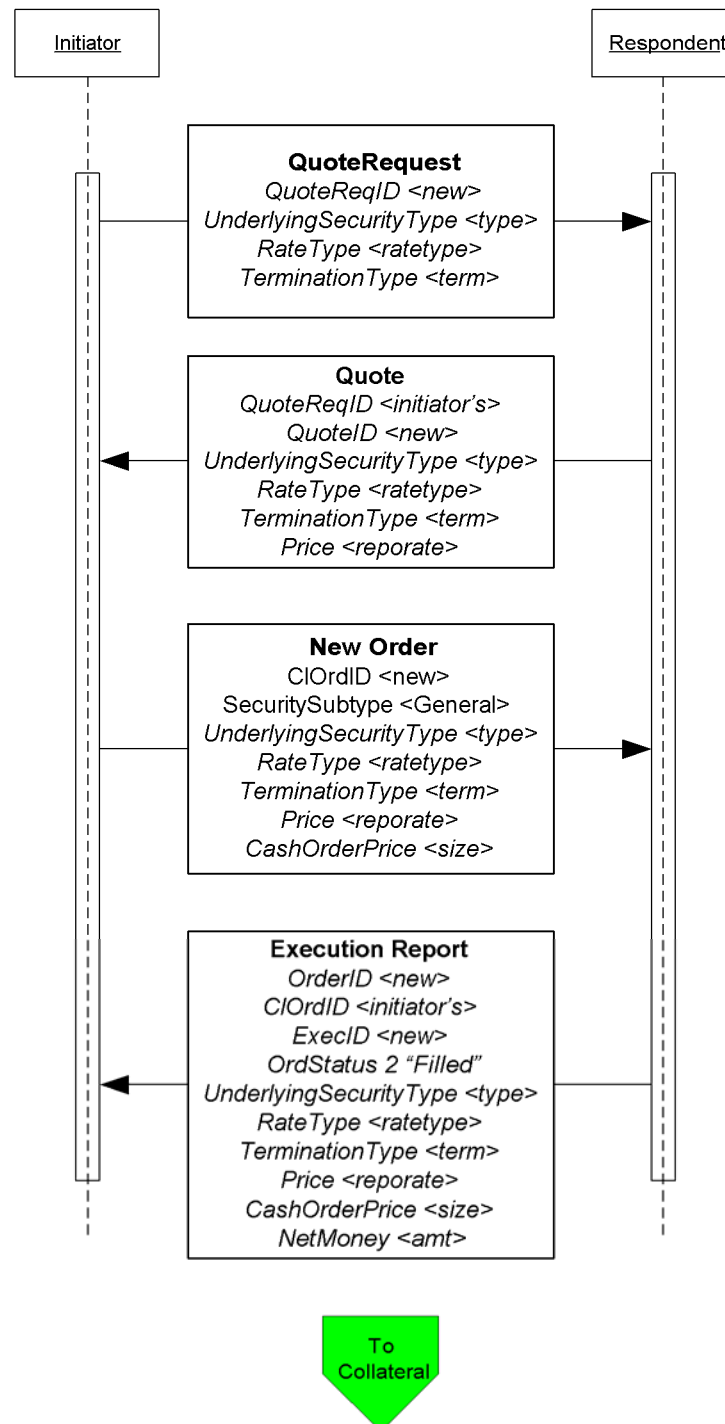 Initiator
Respondent
QuoteRequest
QuoteReqID <new>
UnderlyingSecurityType <type>
RateType <ratetype>
TerminationType <term>
Quote
QuoteReqID <initiator's>
QuoteID <new>
UnderlyingSecurityType <type>
RateType <ratetype>
TerminationType <term>
Price <reporate>
New Order
ClOrdID <new>
SecuritySubtype <General>
UnderlyingSecurityType <type>
RateType <ratetype>
TerminationType <term>
Price <reporate>
CashOrderPrice <size>
Execution Report
OrderID <new>
ClOrdID <initiator's>
ExecID <new>
OrdStatus 2 “Filled”
UnderlyingSecurityType <type>
RateType <ratetype>
TerminationType <term>
Price <reporate>
CashOrderPrice <size>
NetMoney <amt>
To
Collateral